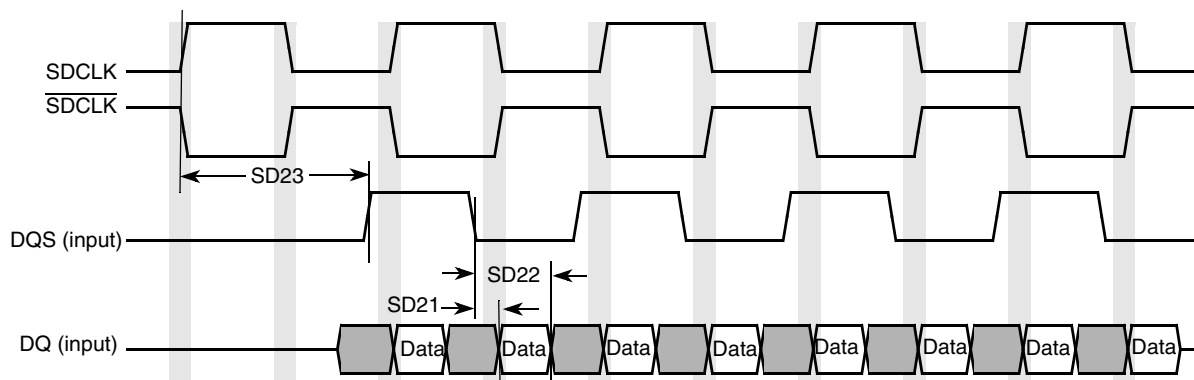 SDCLK
SDCLK
SD23
DQS (input)
SD22
SD21
DQ (input)
Data
Data
Data
Data
Data
Data
Data
Data